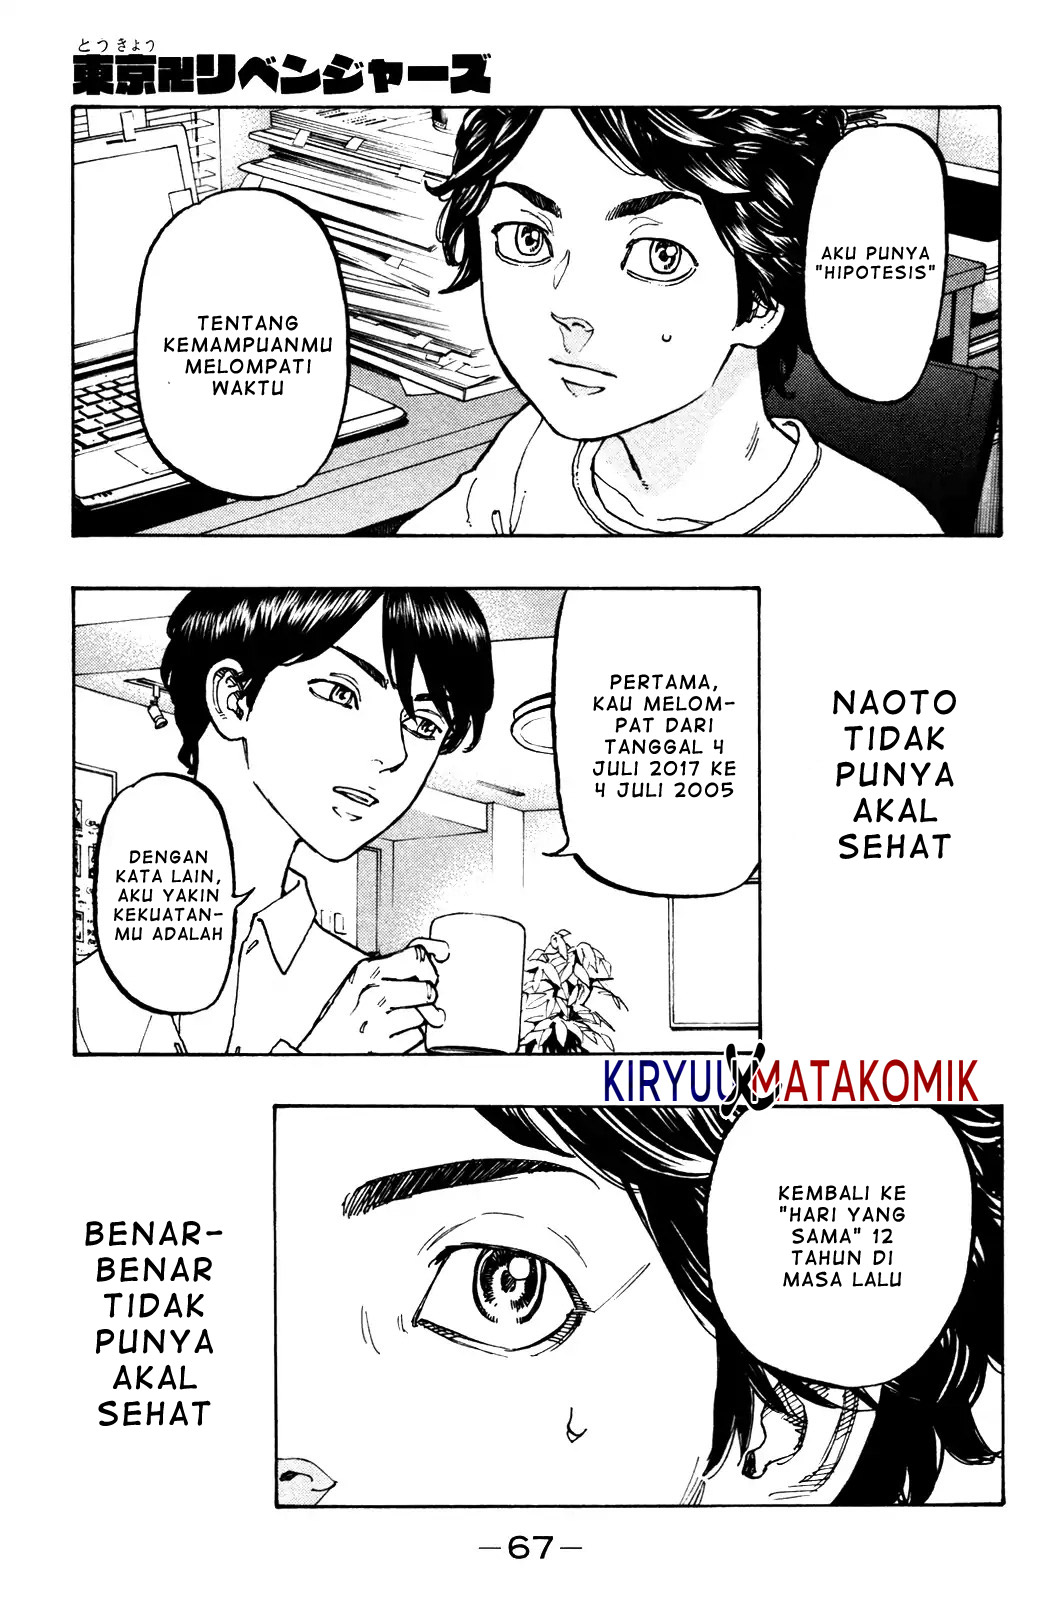 とうきょう
東京卍リベンジャーズ
AKU PUNYA
"HIPOTESIS"
TENTANG
KEMAMPUANMU
MELOMPATI
WAKTU
NAOTO
TIDAK
PUNYA
AKAL
SEHAT
PERTAMA,
KAU MELOM-
PAT DARI
TANGGAL 4
JULI 2017 KE
4 JULI 2005
DENGAN
KATA LAIN,
AKU YAKIN
KEKUATAN-
MU ADALAH
KIRYUU X MATAKOMIK
KEMBALI KE
"HARI YANG
SAMA" 12
TAHUN DI
MASA LALU
BENAR-
BENAR
TIDAK
PUNYA
AKAL
SEHAT
-67-